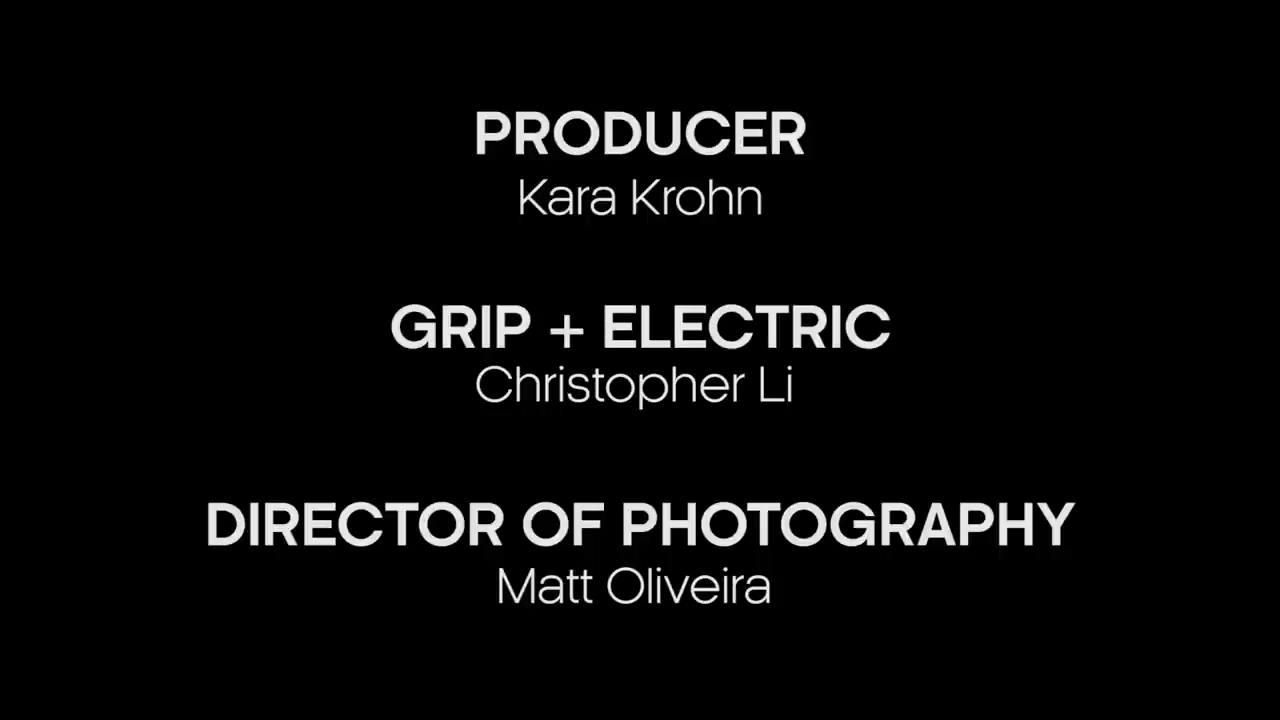 PRODUCER
Kara Krohn
GRIP + ELECTRIC
Christopher Li
DIRECTOR OF PHOTOGRAPHY
Matt Oliveira